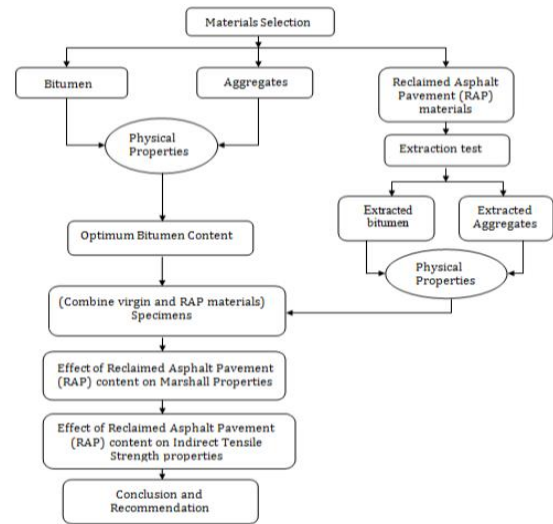 Materials Selection
Bitumen
Aggregates
Reclaimed Asphalt
Pavement (RAP)
materials
Physical
Properties
Extraction test
Extracted
bitumen
Extracted
Aggregates
Optimum Bitumen Content
Physical
Properties
(Combine virgin and RAP materials)
Specimens
Effect of Reclaimed Asphalt Pavement
(RAP) content on Marshall Properties
Effect of Reclaimed Asphalt Pavement
(RAP) content on Indirect Tensile
Strength properties
Conclusion and
Recommendation